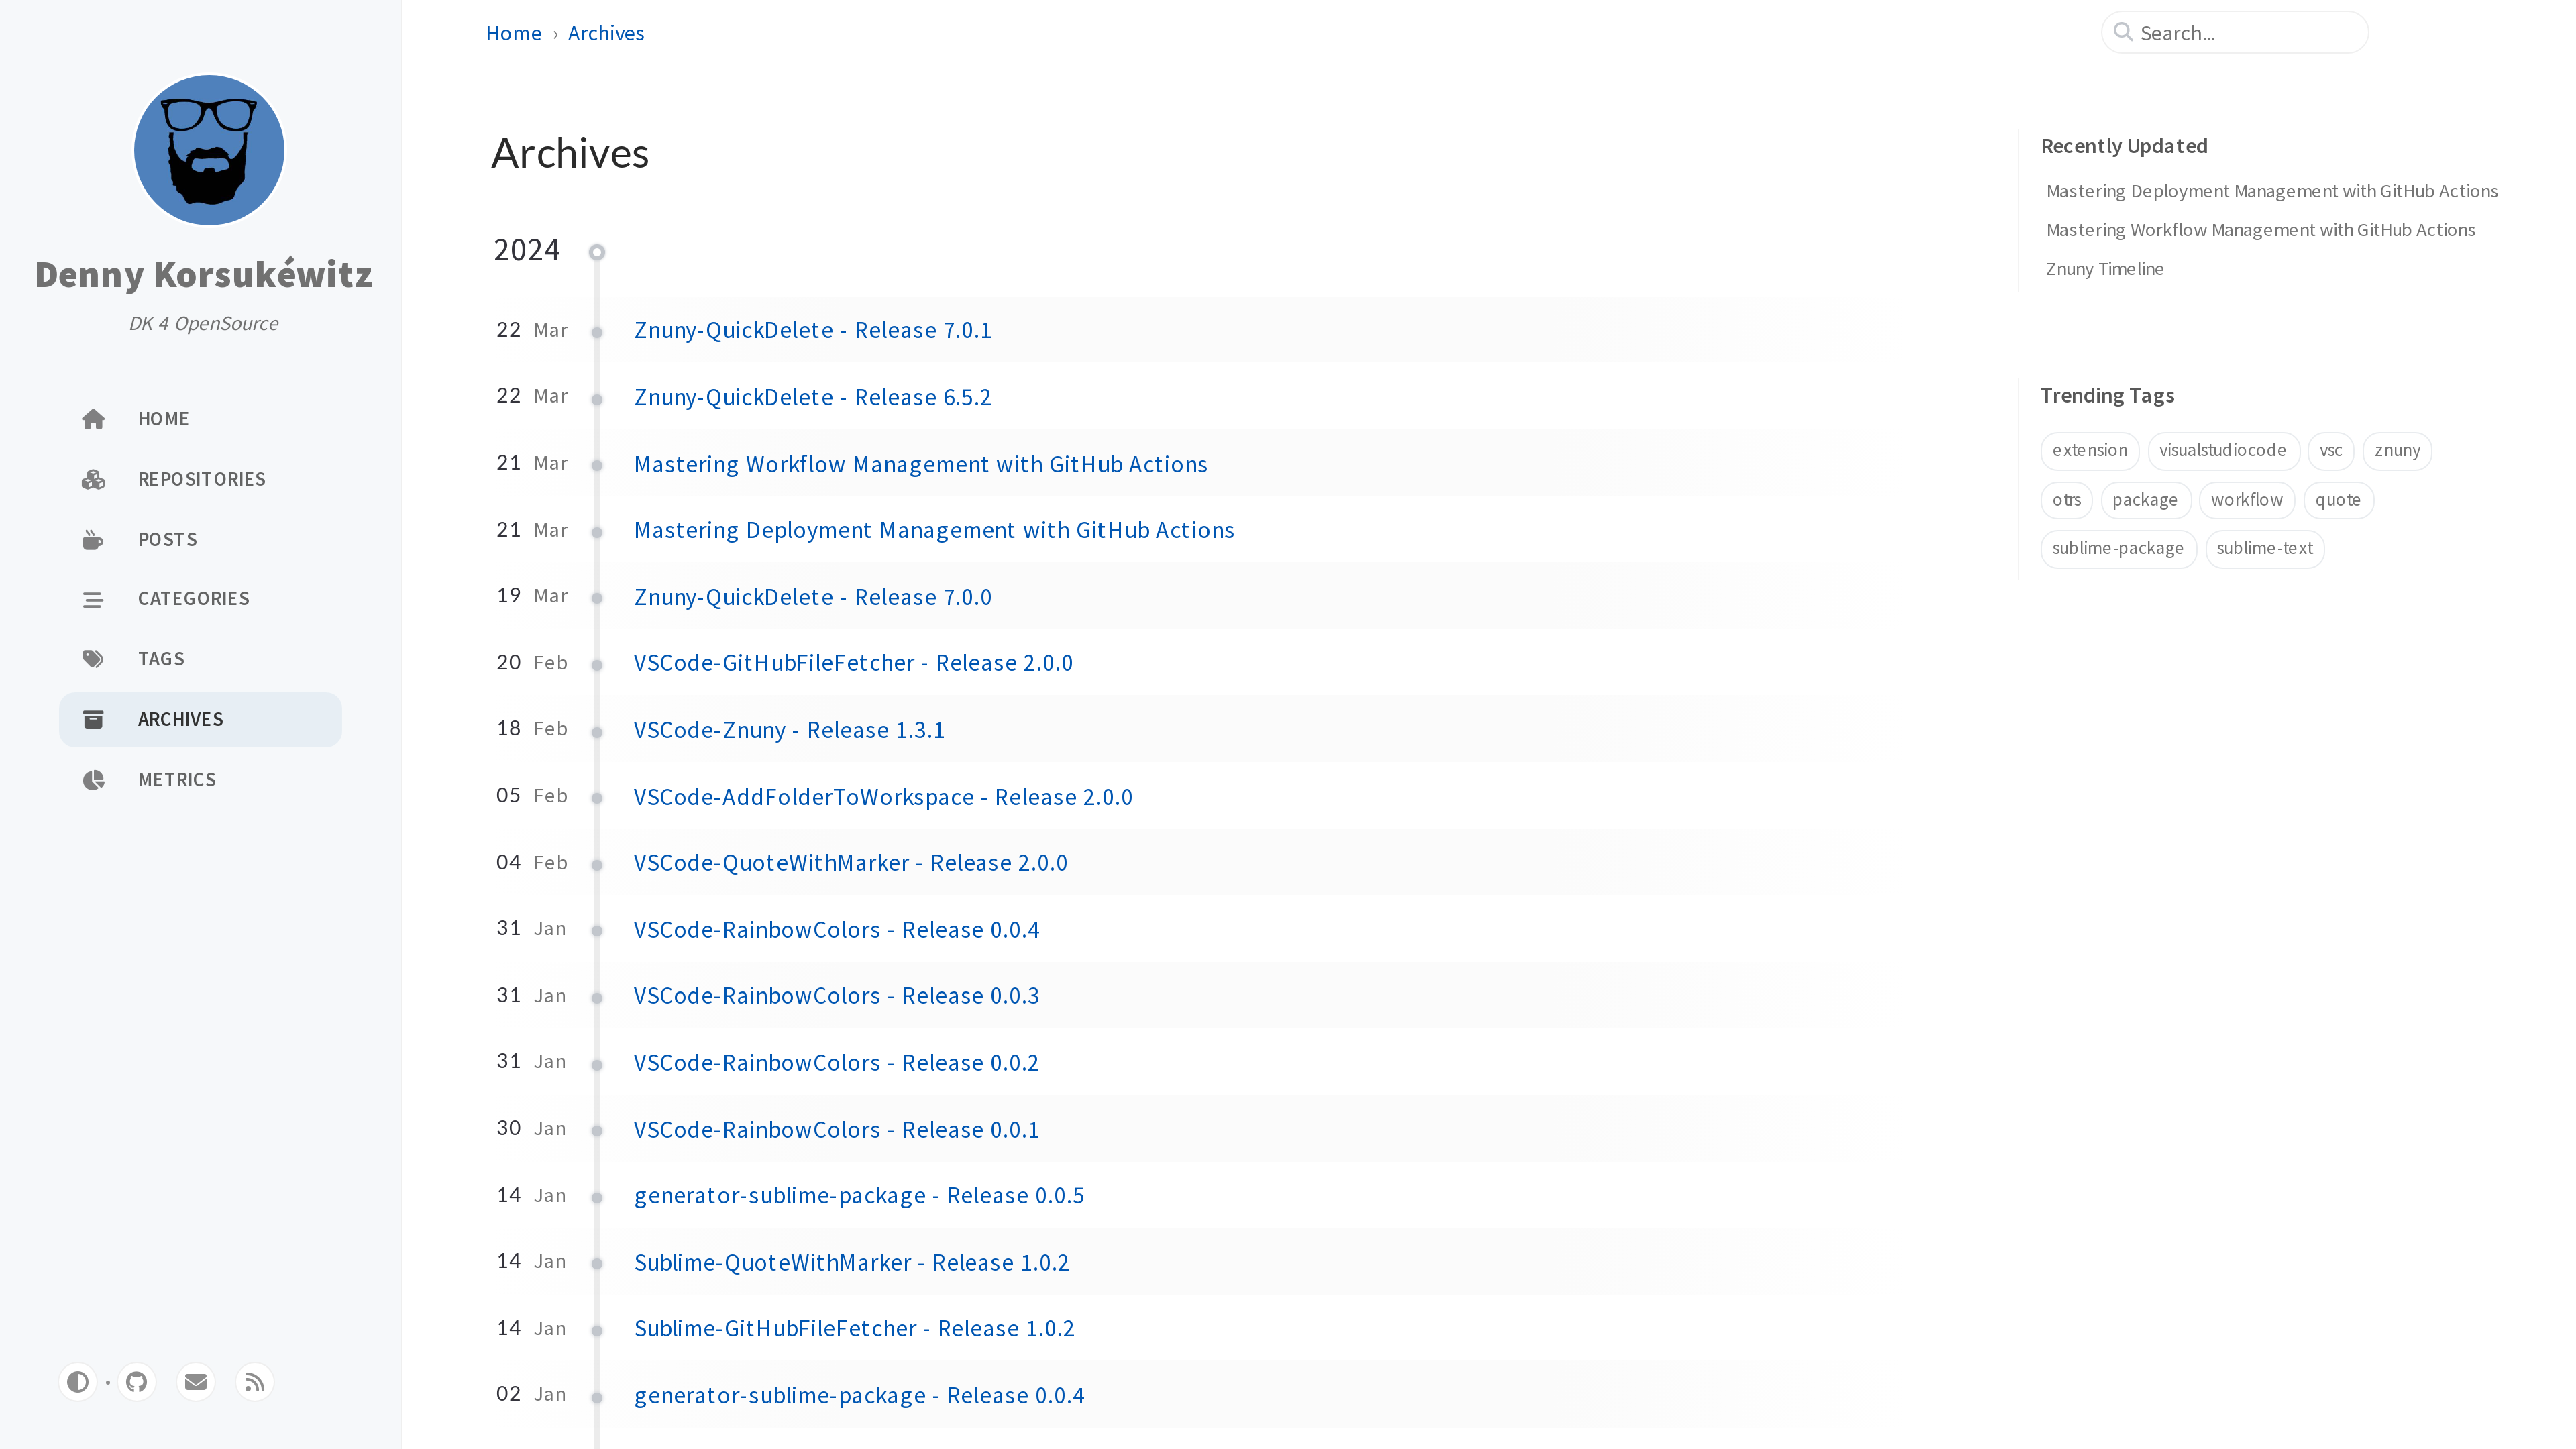 Denny Korsukéwitz
DK 4 OpenSource
HOME
REPOSITORIES
POSTS
CATEGORIES
TAGS
ARCHIVES
METRICS
Home › Archives
Search...
Archives
2024
22 Mar Znuny-QuickDelete - Release 7.0.1
22 Mar Znuny-QuickDelete - Release 6.5.2
21 Mar Mastering Workflow Management with GitHub Actions
21 Mar Mastering Deployment Management with GitHub Actions
19 Mar Znuny-QuickDelete - Release 7.0.0
20 Feb VSCode-GitHubFileFetcher - Release 2.0.0
18 Feb VSCode-Znuny - Release 1.3.1
05 Feb VSCode-AddFolderToWorkspace - Release 2.0.0
04 Feb VSCode-QuoteWithMarker - Release 2.0.0
31 Jan VSCode-RainbowColors - Release 0.0.4
31 Jan VSCode-RainbowColors - Release 0.0.3
31 Jan VSCode-RainbowColors - Release 0.0.2
30 Jan VSCode-RainbowColors - Release 0.0.1
14 Jan generator-sublime-package - Release 0.0.5
14 Jan Sublime-QuoteWithMarker - Release 1.0.2
14 Jan Sublime-GitHubFileFetcher - Release 1.0.2
02 Jan generator-sublime-package - Release 0.0.4
Recently Updated
Mastering Deployment Management with GitHub Actions
Mastering Workflow Management with GitHub Actions
Znuny Timeline
Trending Tags
extension visualstudiocode vsc znuny
otrs package workflow quote
sublime-package sublime-text